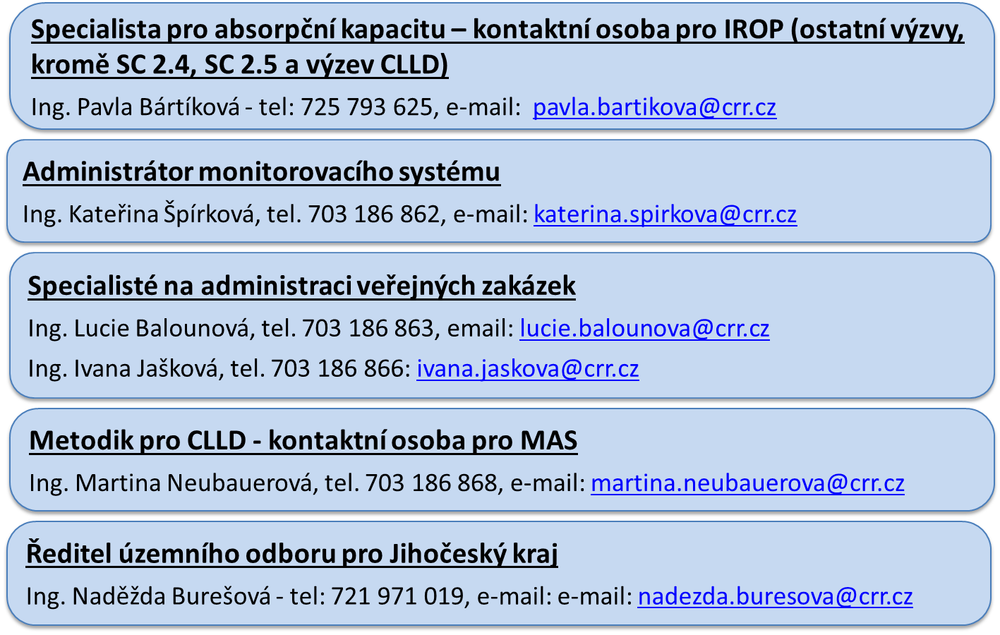 Specialista pro absorpční kapacitu – kontaktní osoba pro IROP (ostatní výzvy,
kromě SC 2.4, SC 2.5 a výzev CLLD)
Ing. Pavla Bártíková - tel: 725 793 625, e-mail: pavla.bartikova@crr.cz
Administrátor monitorovacího systému
Ing. Kateřina Špírková, tel. 703 186 862, e-mail: katerina.spirkova@crr.cz
Specialisté na administraci veřejných zakázek
Ing. Lucie Balounová, tel. 703 186 863, email: lucie.balounova@crr.cz
Ing. Ivana Jašková, tel. 703 186 866: ivana.jaskova@crr.cz
Metodik pro CLLD - kontaktní osoba pro MAS
Ing. Martina Neubauerová, tel. 703 186 868, e-mail: martina.neubauerova@crr.cz
Ředitel územního odboru pro Jihočeský kraj
Ing. Naděžda Burešová - tel: 721 971 019, e-mail: e-mail: nadezda.buresova@crr.cz